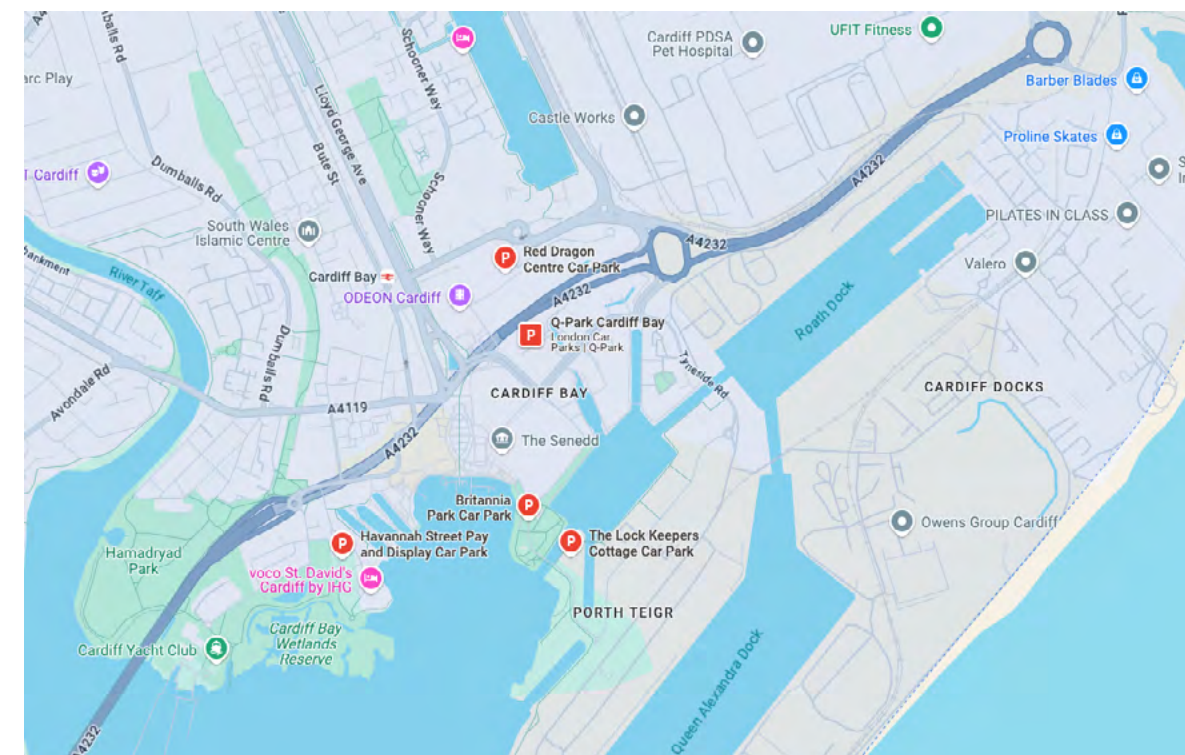 UFIT Fitness
Cardiff PDSA
Pet Hospital
Schooner Way
Lloyd George Ave
Bute St
arc Play
Barber Blades
Castle Works
Proline Skates
A4232
T Cardiff
Dumballs Rd
Schooner Way
PILATES IN CLASS
South Wales
Islamic Centre
A4232
Red Dragon
Centre Car Park
Valero
River Taff
Cardiff Bay
ODEON Cardiff
A4232
Roath Dock
Q-Park Cardiff Bay
London Car
Parks | Q-Park
Dumballs Rd
Tyneside Rd
Avondale Rd
CARDIFF BAY
CARDIFF DOCKS
A4119
A4232
The Senedd
Britannia
Park Car Park
Owens Group Cardiff
Havannah Street Pay
and Display Car Park
The Lock Keepers
Cottage Car Park
Hamadryad
Park
voco St. David's
Cardiff by IHG
PORTH TEIGR
Cardiff Bay
Wetlands
Reserve
Cardiff Yacht Club
Queen Alexandra Dock
A4232